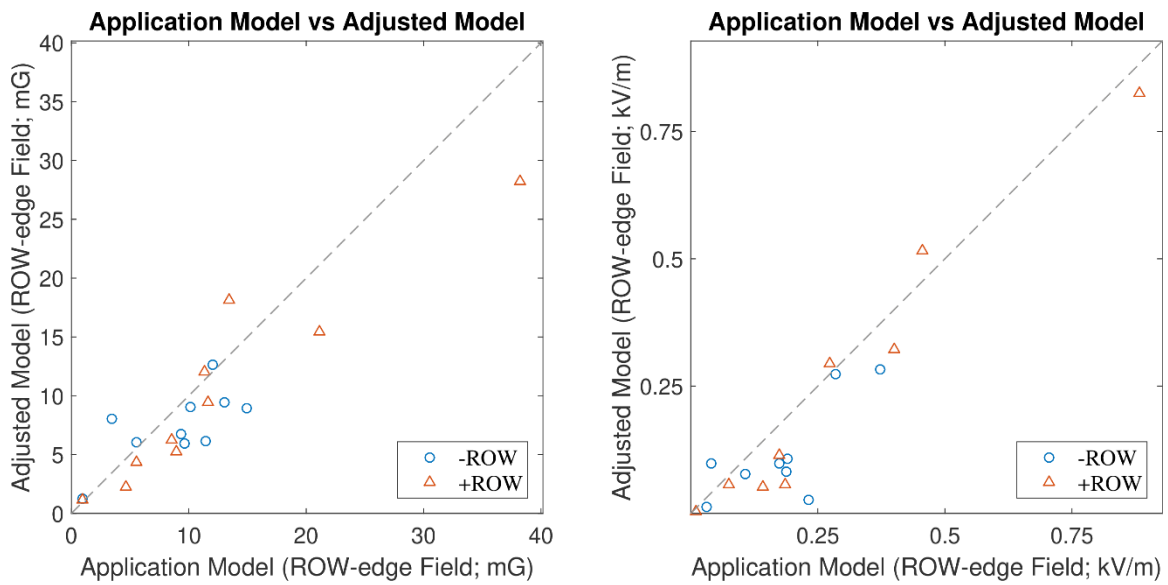 Application Model vs Adjusted Model
Adjusted Model (ROW-edge Field; mG)
40
35
30
25
20
15
10
5
0
0
10
20
30
40
-ROW
+ROW
Application Model (ROW-edge Field; mG)
Application Model vs Adjusted Model
Adjusted Model (ROW-edge Field; kV/m)
0.75
0.5
0.25
0.25
0.5
0.75
-ROW
+ROW
Application Model (ROW-edge Field; kV/m)